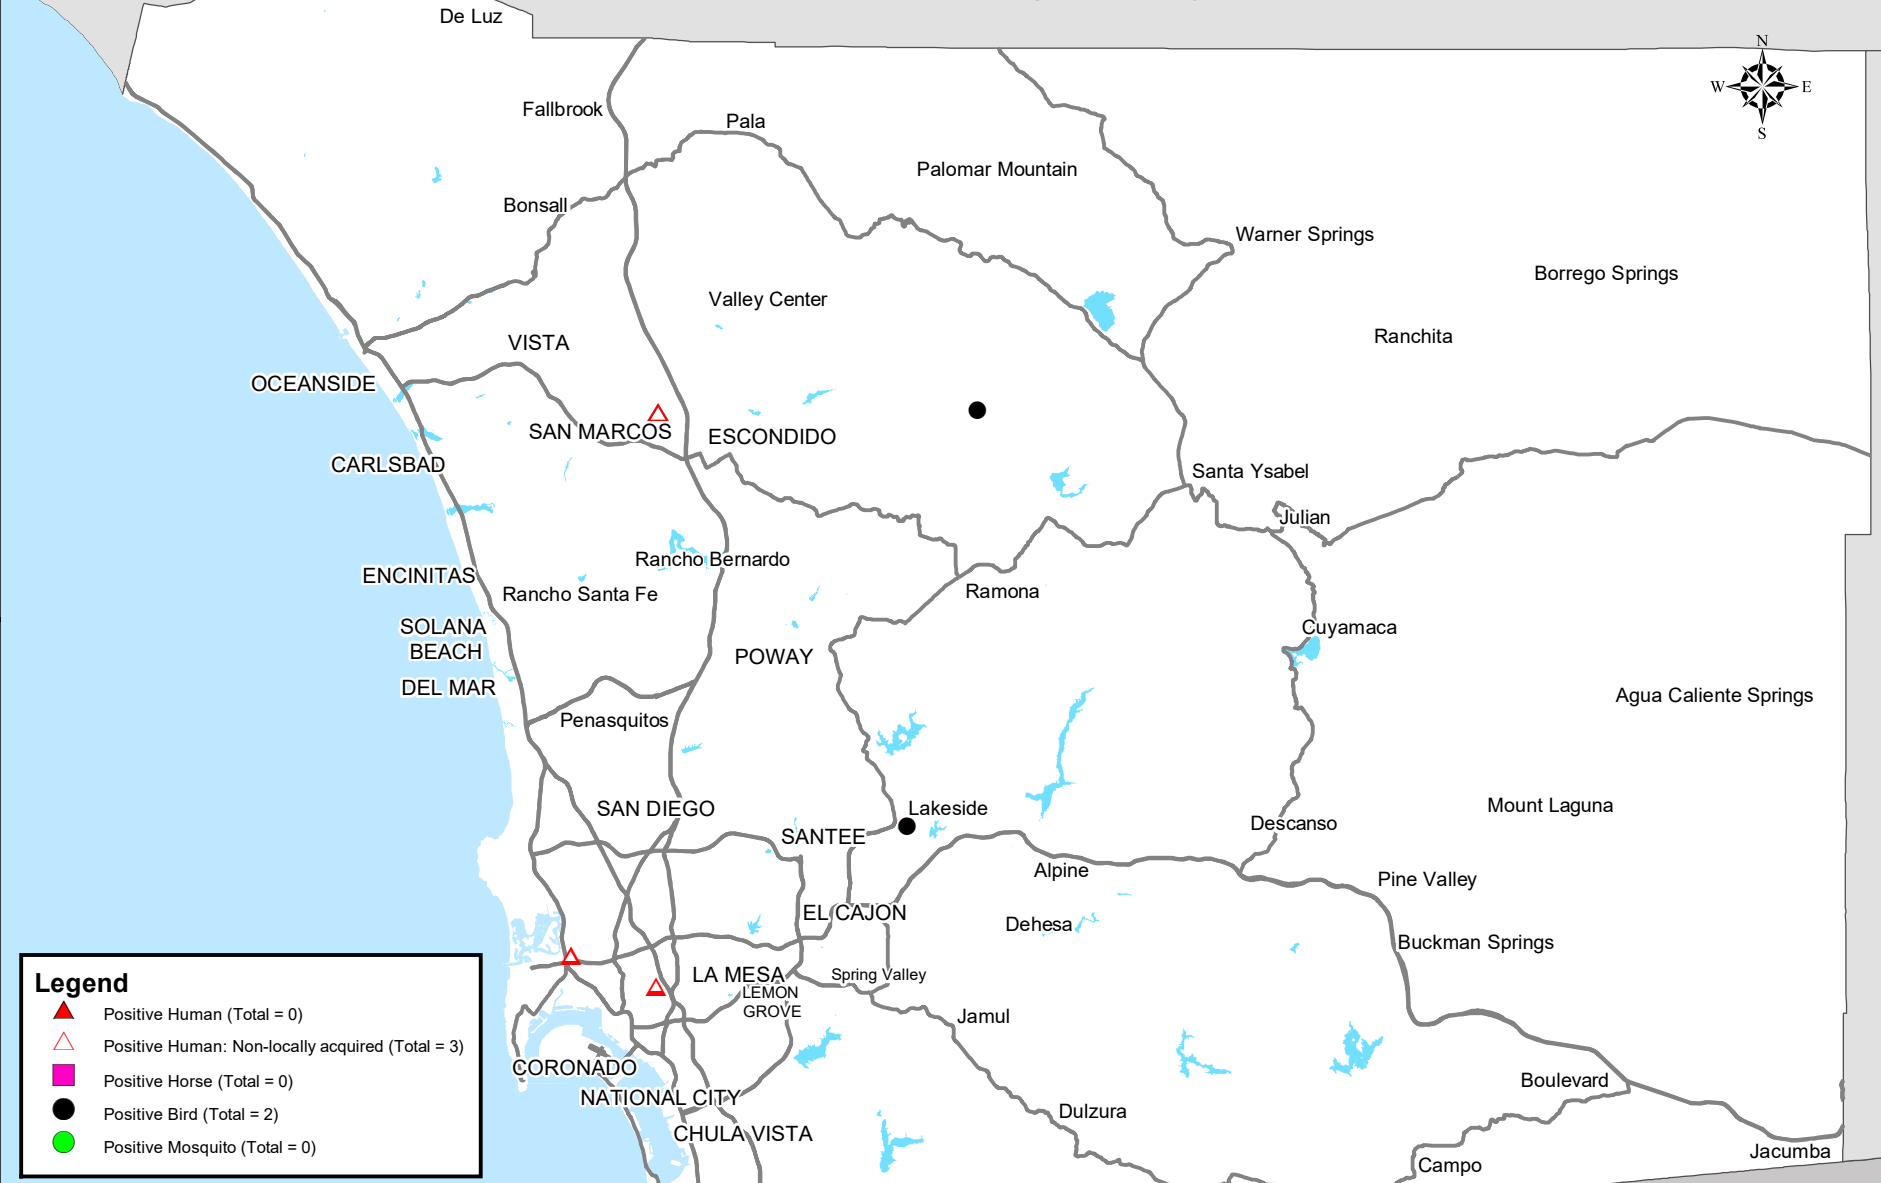 De Luz
N
W
E
S
Fallbrook
Pala
Palomar Mountain
Bonsall
Warner Springs
Borrego Springs
Valley Center
Ranchita
VISTA
OCEANSIDE
SAN MARCOS
ESCONDIDO
CARLSBAD
Santa Ysabel
Julian
Rancho Bernardo
ENCINITAS
Rancho Santa Fe
Ramona
SOLANA
BEACH
Cuyamaca
POWAY
DEL MAR
Agua Caliente Springs
Penasquitos
SAN DIEGO
Lakeside
Mount Laguna
SANTEE
Descanso
Alpine
Pine Valley
EL CAJON
Dehesa
Buckman Springs
LA MESA
Spring Valley
LEMON
GROVE
Jamul
CORONADO
NATIONAL CITY
Boulevard
Dulzura
CHULA VISTA
Jacumba
Campo
Legend
Positive Human (Total = 0)
Positive Human: Non-locally acquired (Total = 3)
Positive Horse (Total = 0)
Positive Bird (Total = 2)
Positive Mosquito (Total = 0)